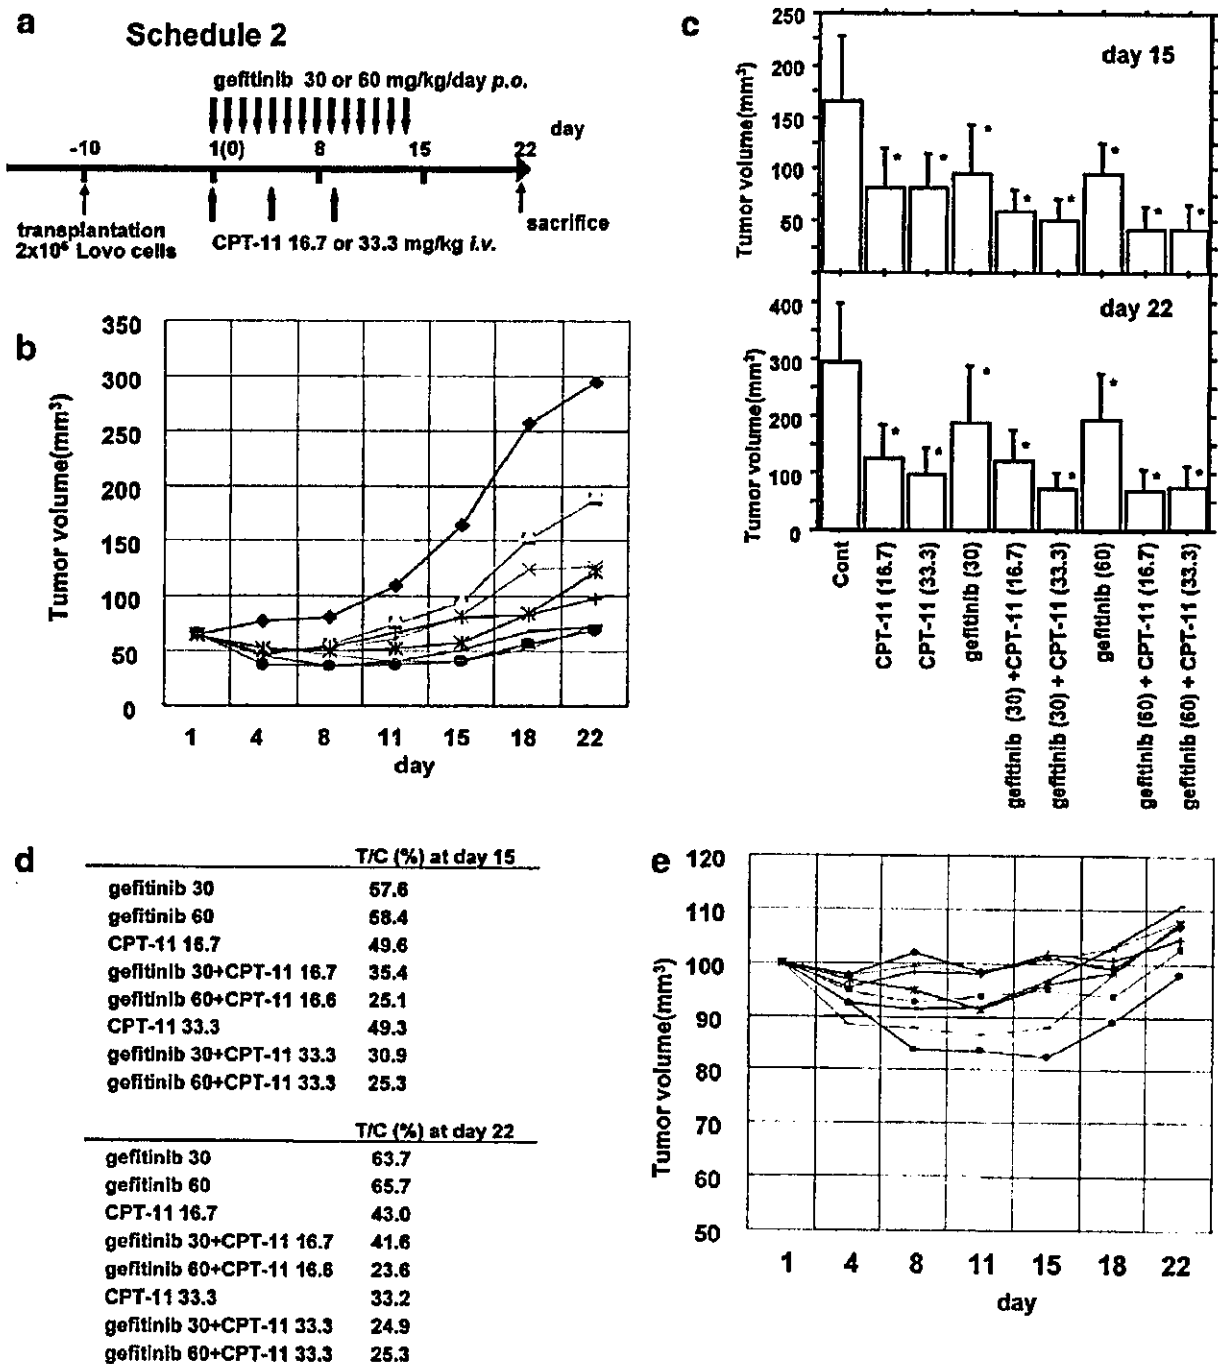 a
Schedule 2
gefitinib 30 or 60 mg/kg/day p.o.
day
-10 1(0) 8 15 22
transplantation
2x10⁶ Lovo cells
CPT-11 16.7 or 33.3 mg/kg i.v.
sacrifice
b
Tumor volume(mm³)
350
300
250
200
150
100
50
0
1 4 8 11 15 18 22
day
c
Tumor volume(mm³)
250
200
150
100
50
day 15
* * * * * * * *
Tumor volume(mm³)
400
300
200
100
0
day 22
* * * * * * * *
Cont
CPT-11 (16.7)
CPT-11 (33.3)
gefitinib (30)
gefitinib (30) +CPT-11 (16.7)
gefitinib (30) + CPT-11 (33.3)
gefitinib (60)
gefitinib (60) + CPT-11 (16.7)
gefitinib (60) + CPT-11 (33.3)
d
T/C (%) at day 15
gefitinib 30 57.6
gefitinib 60 58.4
CPT-11 16.7 49.6
gefitinib 30+CPT-11 16.7 35.4
gefitinib 60+CPT-11 16.6 25.1
CPT-11 33.3 49.3
gefitinib 30+CPT-11 33.3 30.9
gefitinib 60+CPT-11 33.3 25.3
T/C (%) at day 22
gefitinib 30 63.7
gefitinib 60 65.7
CPT-11 16.7 43.0
gefitinib 30+CPT-11 16.7 41.6
gefitinib 60+CPT-11 16.6 23.6
CPT-11 33.3 33.2
gefitinib 30+CPT-11 33.3 24.9
gefitinib 60+CPT-11 33.3 25.3
e
Tumor volume(mm³)
120
110
100
90
80
70
60
50
1 4 8 11 15 18 22
day